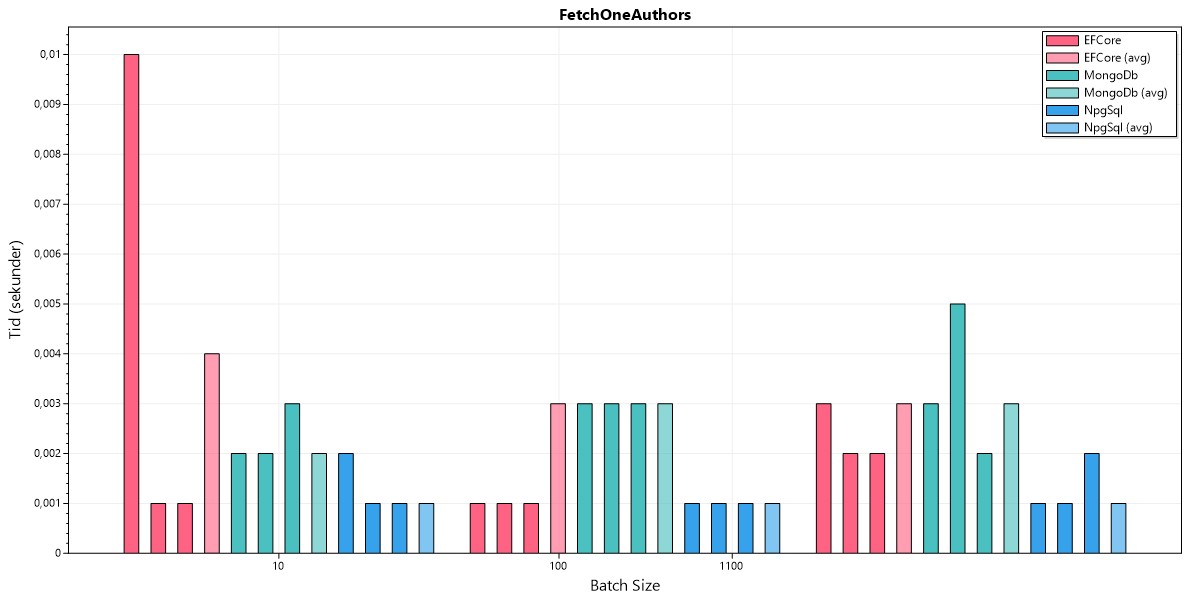 FetchOneAuthors
EFCore
EFCore (avg)
MongoDb
MongoDb (avg)
NpgSql
NpgSql (avg)
0,01
0,009
0,008
0,007
0,006
0,005
0,004
0,003
0,002
0,001
0
Tid (sekunder)
10
100
1100
Batch Size